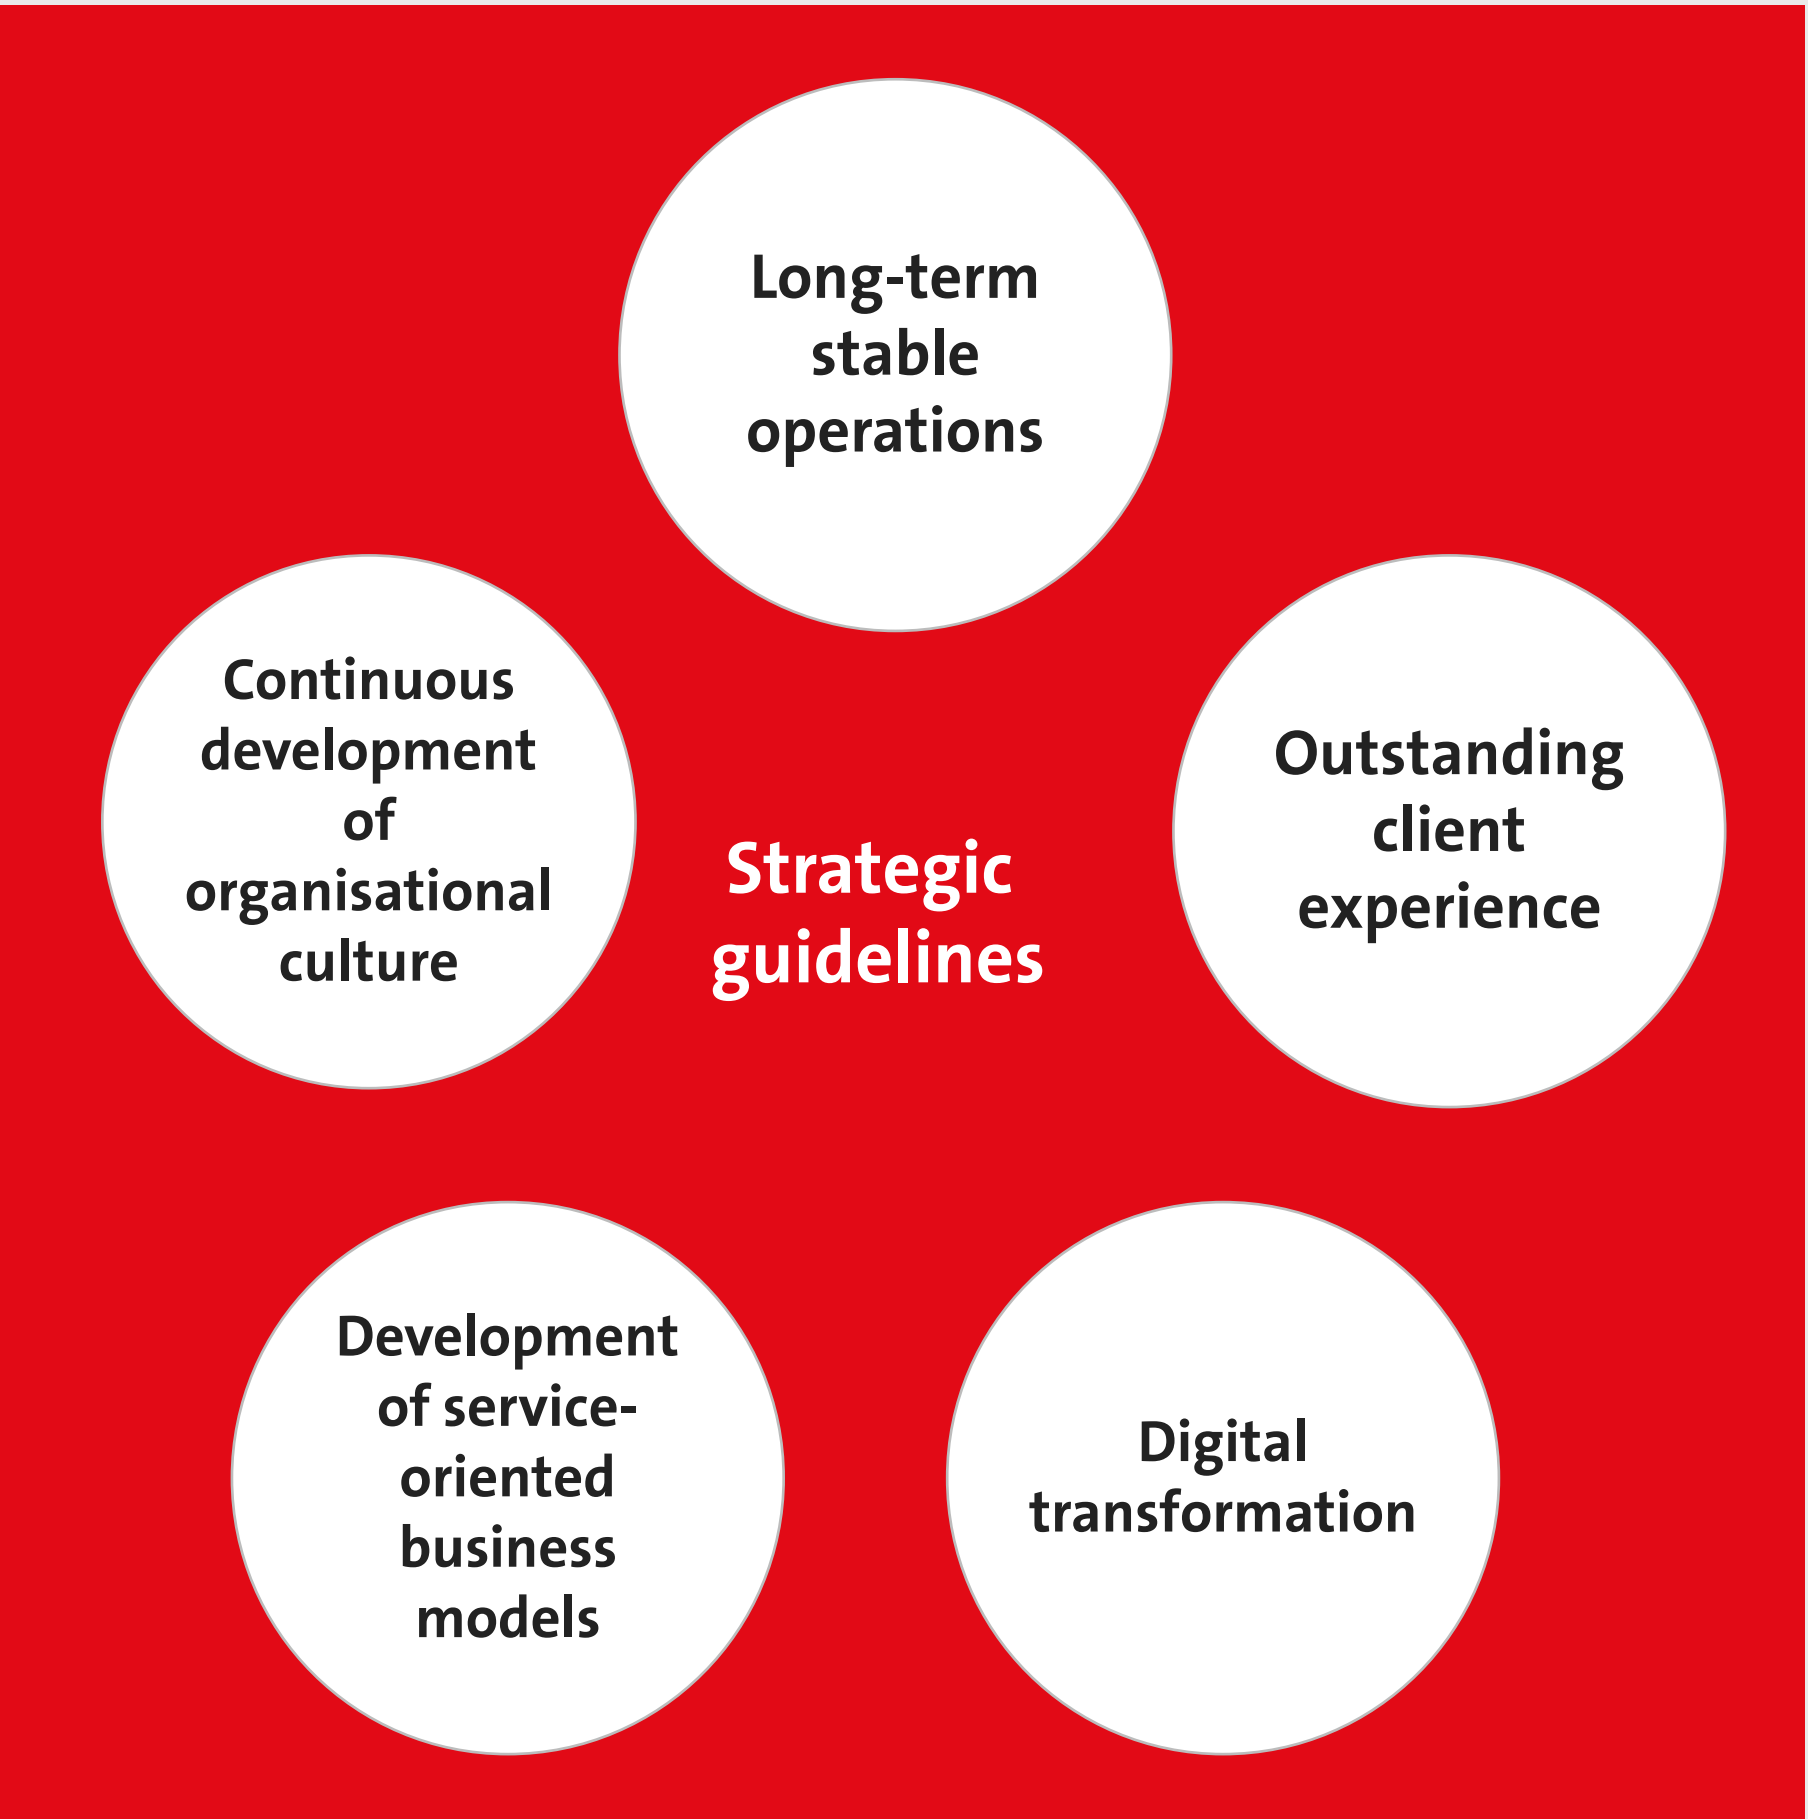 Long-term
stable
operations
Continuous
development
of
organisational
culture
Outstanding
client
experience
Strategic
guidelines
Development
of service-
oriented
business
models
Digital
transformation